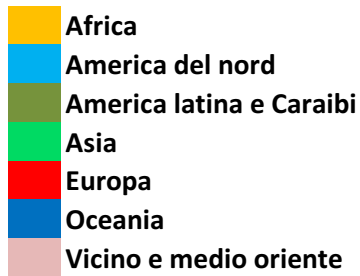 Africa
America del nord
America latina e Caraibi
Asia
Europa
Oceania
Vicino e medio oriente